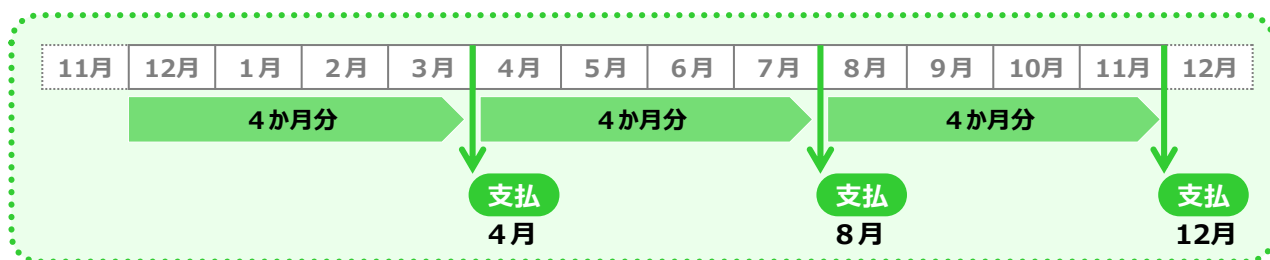 11月 12月 1月 2月 3月 4月 5月 6月 7月 8月 9月 10月 11月 12月
4か月分 4か月分 4か月分
支払 支払 支払
4月 8月 12月